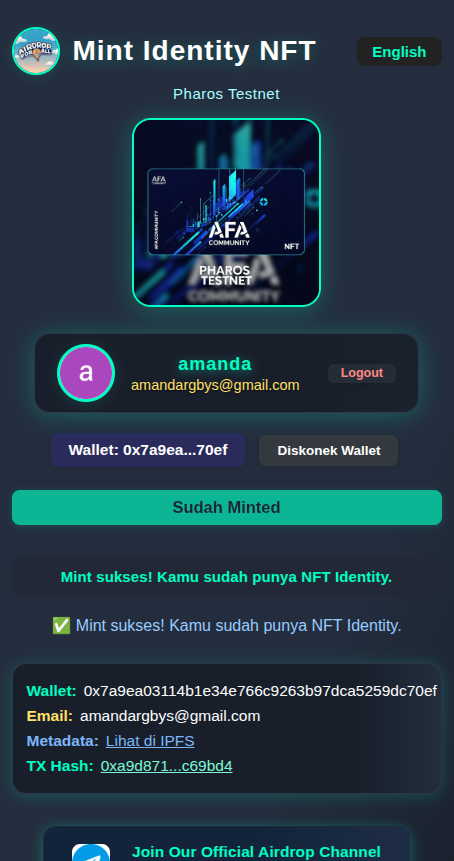 AIRDROP
FOR ALL
Mint Identity NFT
English
Pharos Testnet
AFA
AFA
COMMUNITY
NFT
PHAROS
TESTNET
COMMUNITY
a
amanda
amandargbys@gmail.com
Logout
Wallet: 0x7a9ea...70ef
Diskonek Wallet
Sudah Minted
Mint sukses! Kamu sudah punya NFT Identity.
✅ Mint sukses! Kamu sudah punya NFT Identity.
Wallet: 0x7a9ea03114b1e34e766c9263b97dca5259dc70ef
Email: amandargbys@gmail.com
Metadata: Lihat di IPFS
TX Hash: 0xa9d871...c69bd4
Join Our Official Airdrop Channel